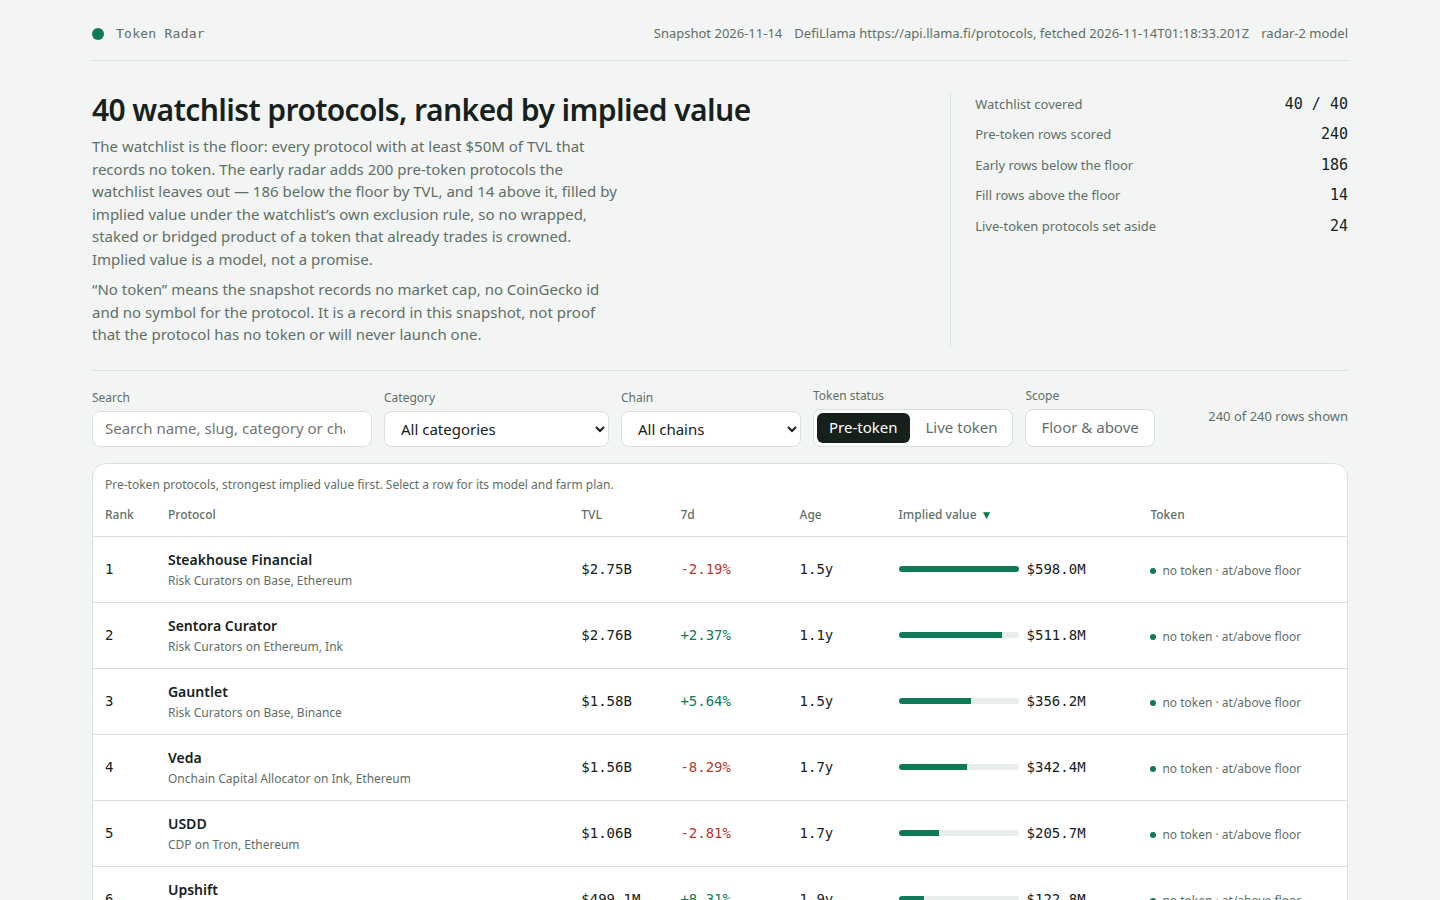 Token Radar
Snapshot 2026-11-14 DefiLlama https://api.llama.fi/protocols, fetched 2026-11-14T01:18:33.201Z radar-2 model
40 watchlist protocols, ranked by implied value
The watchlist is the floor: every protocol with at least $50M of TVL that
records no token. The early radar adds 200 pre-token protocols the
watchlist leaves out — 186 below the floor by TVL, and 14 above it, filled by
implied value under the watchlist’s own exclusion rule, so no wrapped,
staked or bridged product of a token that already trades is crowned.
Implied value is a model, not a promise.
“No token” means the snapshot records no market cap, no CoinGecko id
and no symbol for the protocol. It is a record in this snapshot, not proof
that the protocol has no token or will never launch one.
Watchlist covered 40 / 40
Pre-token rows scored 240
Early rows below the floor 186
Fill rows above the floor 14
Live-token protocols set aside 24
Search
Category
Chain
Token status
Scope
Search name, slug, category or cha
All categories
All chains
Pre-token
Live token
Floor & above
240 of 240 rows shown
Pre-token protocols, strongest implied value first. Select a row for its model and farm plan.
Rank Protocol TVL 7d Age Implied value ▼ Token
1 Steakhouse Financial $2.75B -2.19% 1.5y $598.0M no token · at/above floor
Risk Curators on Base, Ethereum
2 Sentora Curator $2.76B +2.37% 1.1y $511.8M no token · at/above floor
Risk Curators on Ethereum, Ink
3 Gauntlet $1.58B +5.64% 1.5y $356.2M no token · at/above floor
Risk Curators on Base, Binance
4 Veda $1.56B -8.29% 1.7y $342.4M no token · at/above floor
Onchain Capital Allocator on Ink, Ethereum
5 USDD $1.06B -2.81% 1.7y $205.7M no token · at/above floor
CDP on Tron, Ethereum
6 Upshift $499.1M +8.31% 1.9y $122.8M no token · at/above floor